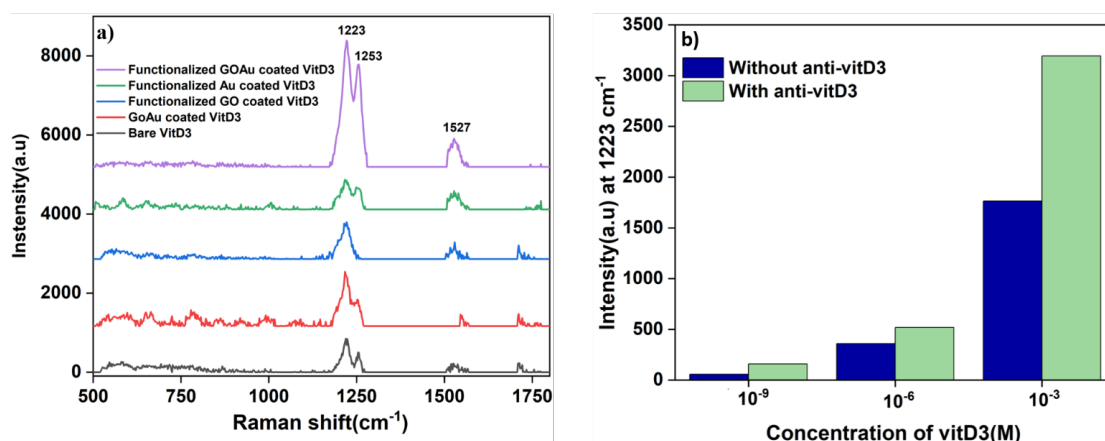 a)
1223
1253
1527
Functionalized GOAu coated VitD3
Functionalized Au coated VitD3
Functionalized GO coated VitD3
GoAu coated VitD3
Bare VitD3
8000
6000
4000
2000
0
Instensity(a.u)
500
750
1000
1250
1500
1750
Raman shift(cm⁻¹)
b)
Without anti-vitD3
With anti-vitD3
3500
3000
2500
2000
1500
1000
500
0
Intensity(a.u) at 1223 cm⁻¹
10⁻⁹
10⁻⁶
10⁻³
Concentration of vitD3(M)